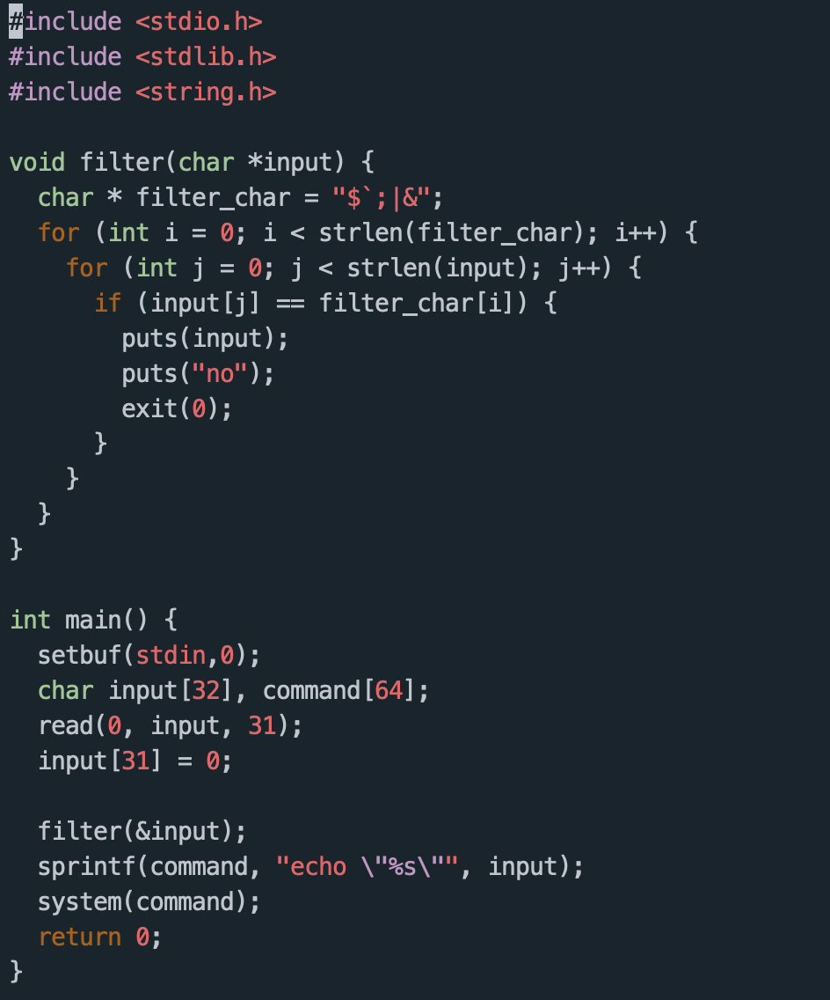 #include <stdio.h>
#include <stdlib.h>
#include <string.h>

void filter(char *input) {
  char * filter_char = "$`;|&";
  for (int i = 0; i < strlen(filter_char); i++) {
    for (int j = 0; j < strlen(input); j++) {
      if (input[j] == filter_char[i]) {
        puts(input);
        puts("no");
        exit(0);
      }
    }
  }
}

int main() {
  setbuf(stdin,0);
  char input[32], command[64];
  read(0, input, 31);
  input[31] = 0;

  filter(&input);
  sprintf(command, "echo \"%s\"", input);
  system(command);
  return 0;
}